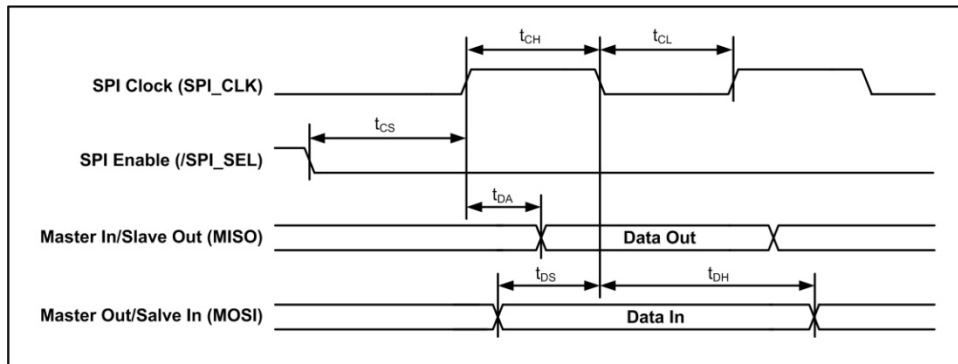 tCH
tCL
SPI Clock (SPI_CLK)
tCS
SPI Enable (/SPI_SEL)
tDA
Master In/Slave Out (MISO)
Data Out
tDS
tDH
Master Out/Salve In (MOSI)
Data In